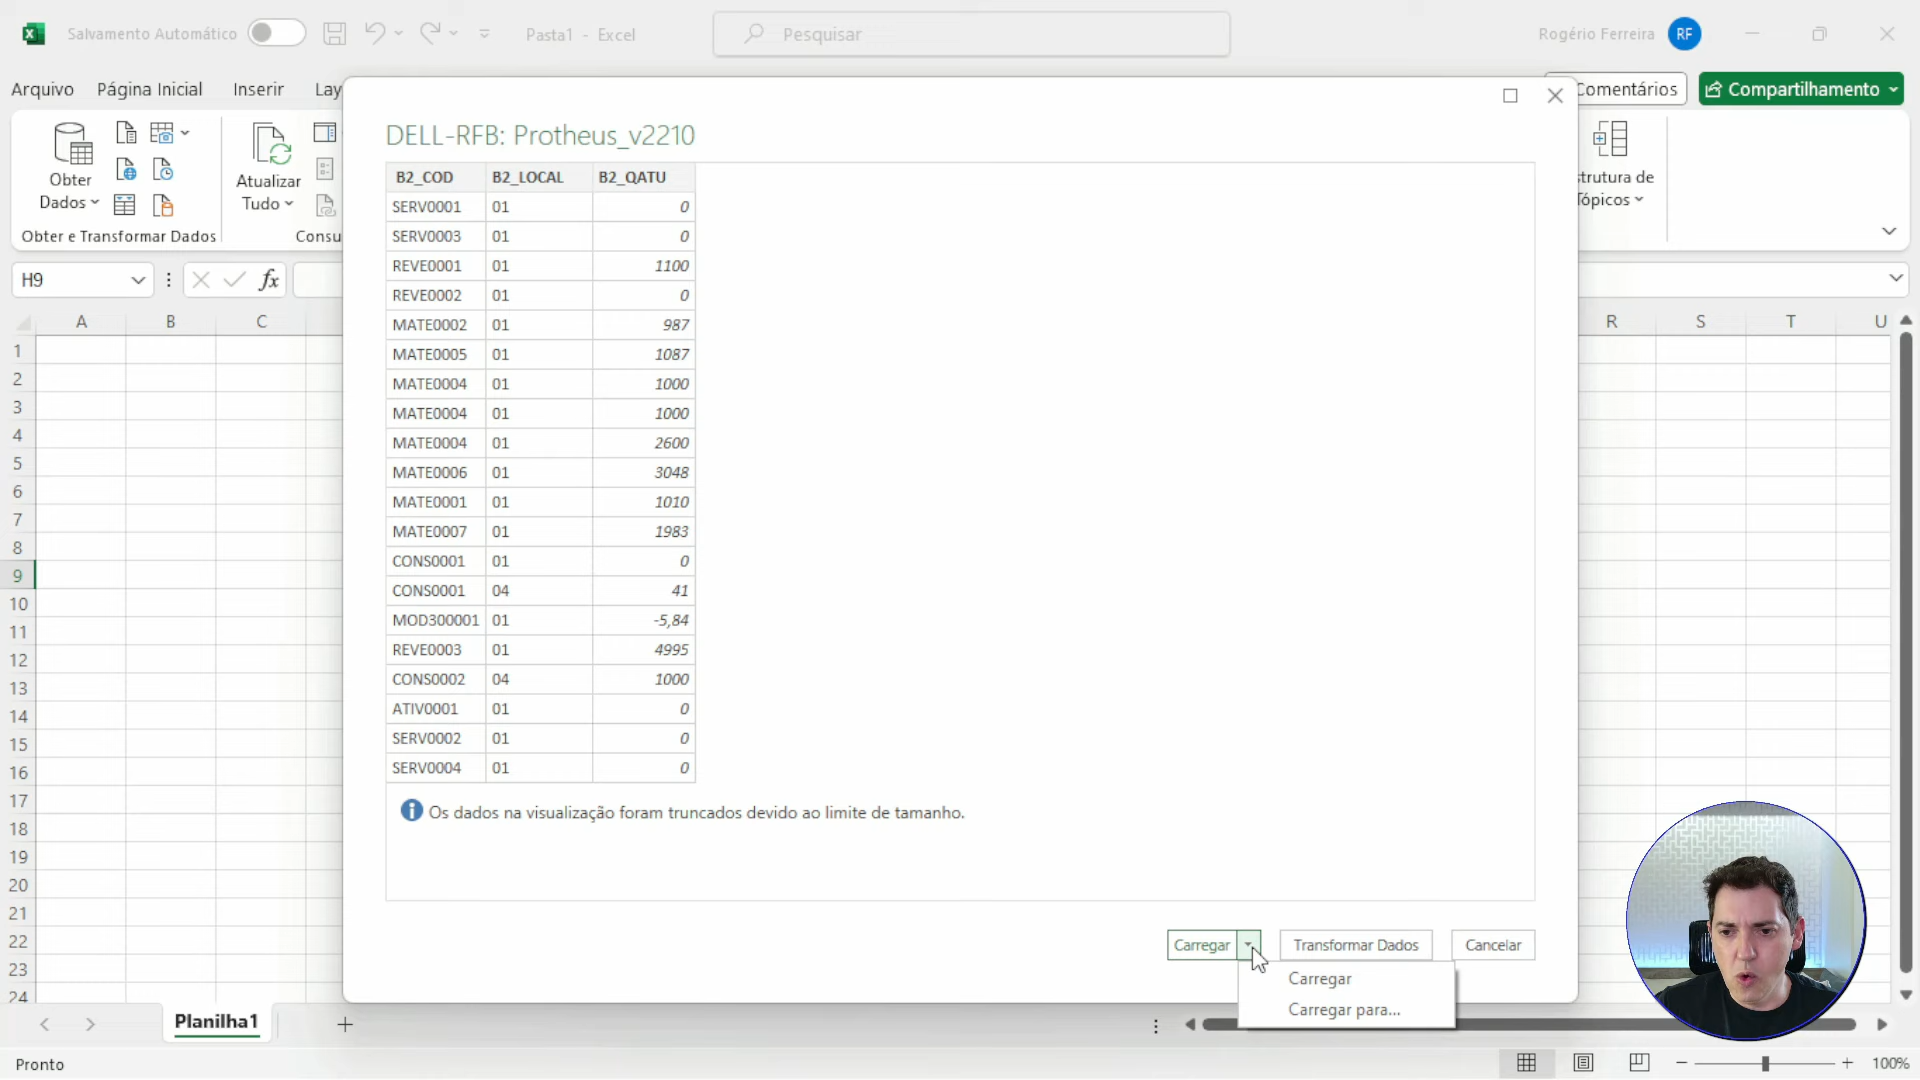 Salvamento Automático
Pasta1 - Excel
Pesquisar
Rogério Ferreira
RF
Arquivo
Página Inicial
Inserir
Lay
Comentários
Compartilhamento
Obter
Dados
Atualizar
Tudo
strutura de
Tópicos
Obter e Transformar Dados
Consu
H9
fx
A B C R S T U
1
2
3
4
5
6
7
8
9
10
11
12
13
14
15
16
17
18
19
20
21
22
23
24
DELL-RFB: Protheus_v2210
B2_COD B2_LOCAL B2_QATU
SERV0001 01 0
SERV0003 01 0
REVE0001 01 1100
REVE0002 01 0
MATE0002 01 987
MATE0005 01 1087
MATE0004 01 1000
MATE0004 01 1000
MATE0004 01 2600
MATE0006 01 3048
MATE0001 01 1010
MATE0007 01 1983
CONS0001 01 0
CONS0001 04 41
MOD300001 01 -5,84
REVE0003 01 4995
CONS0002 04 1000
ATIV0001 01 0
SERV0002 01 0
SERV0004 01 0
Os dados na visualização foram truncados devido ao limite de tamanho.
Carregar
Transformar Dados
Cancelar
Carregar
Carregar para...
Planilha1
Pronto
100%